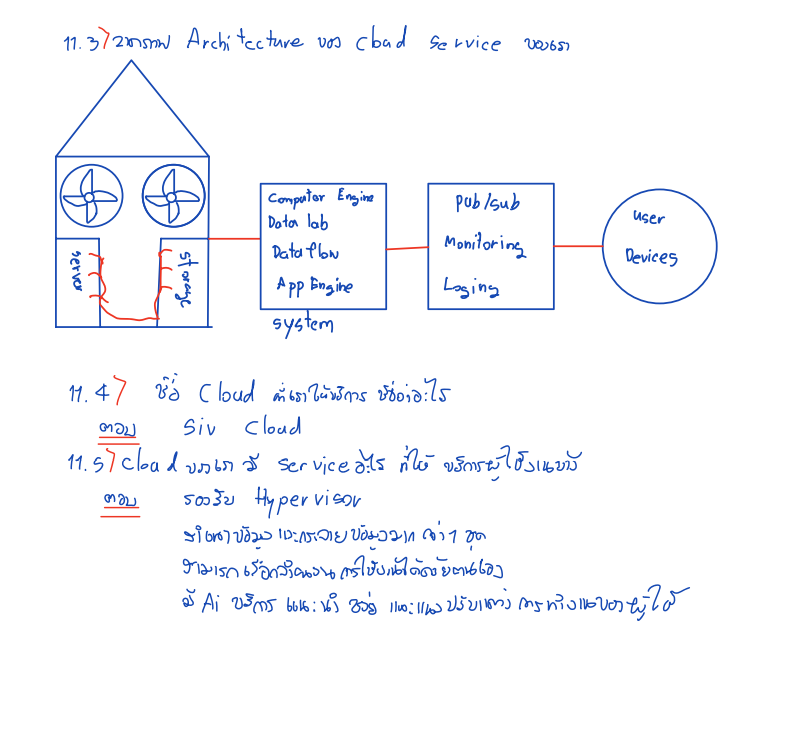 11.3> วาดภาพ Architecture ของ cloud service ของเรา
server
storage
Computer Engine
Data lab
Data flow
App Engine
system
Pub/sub
Monitoring
Loging
user
Devices
11.4> ชื่อ Cloud ที่เราให้บริการ ชื่อว่าอะไร
ตอบ Siv Cloud
11.5> Cloud ของเรา มี service อะไร ที่ให้ บริการผู้ใช้งานบ้าง
ตอบ รองรับ Hypervisor
สำเนาข้อมูล และกระจายข้อมูลมาก กว่า 1 ชุด
สามารถ เลือกจำนวน การใช้งานได้ด้วยตนเอง
มี Ai บริการ แนะนำ ช่วย และ ปรับแต่ง การทำงานของผู้ใช้